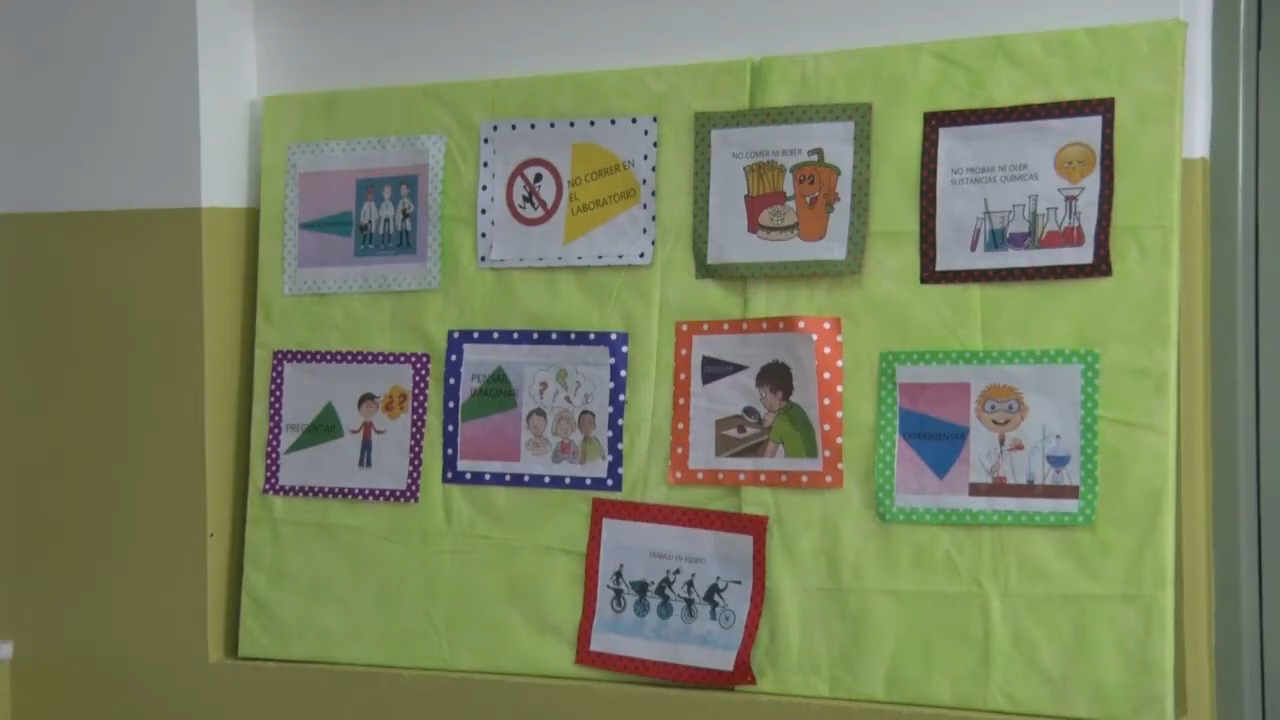 NO CORRER EN
EL
LABORATORIO
NO COMER NI BEBER
NO PROBAR NI OLER
SUSTANCIAS QUÍMICAS
PREGUNTAR
¿?
PENSAR
IMAGINAR
EXPERIMENTAR
TRABAJO EN EQUIPO